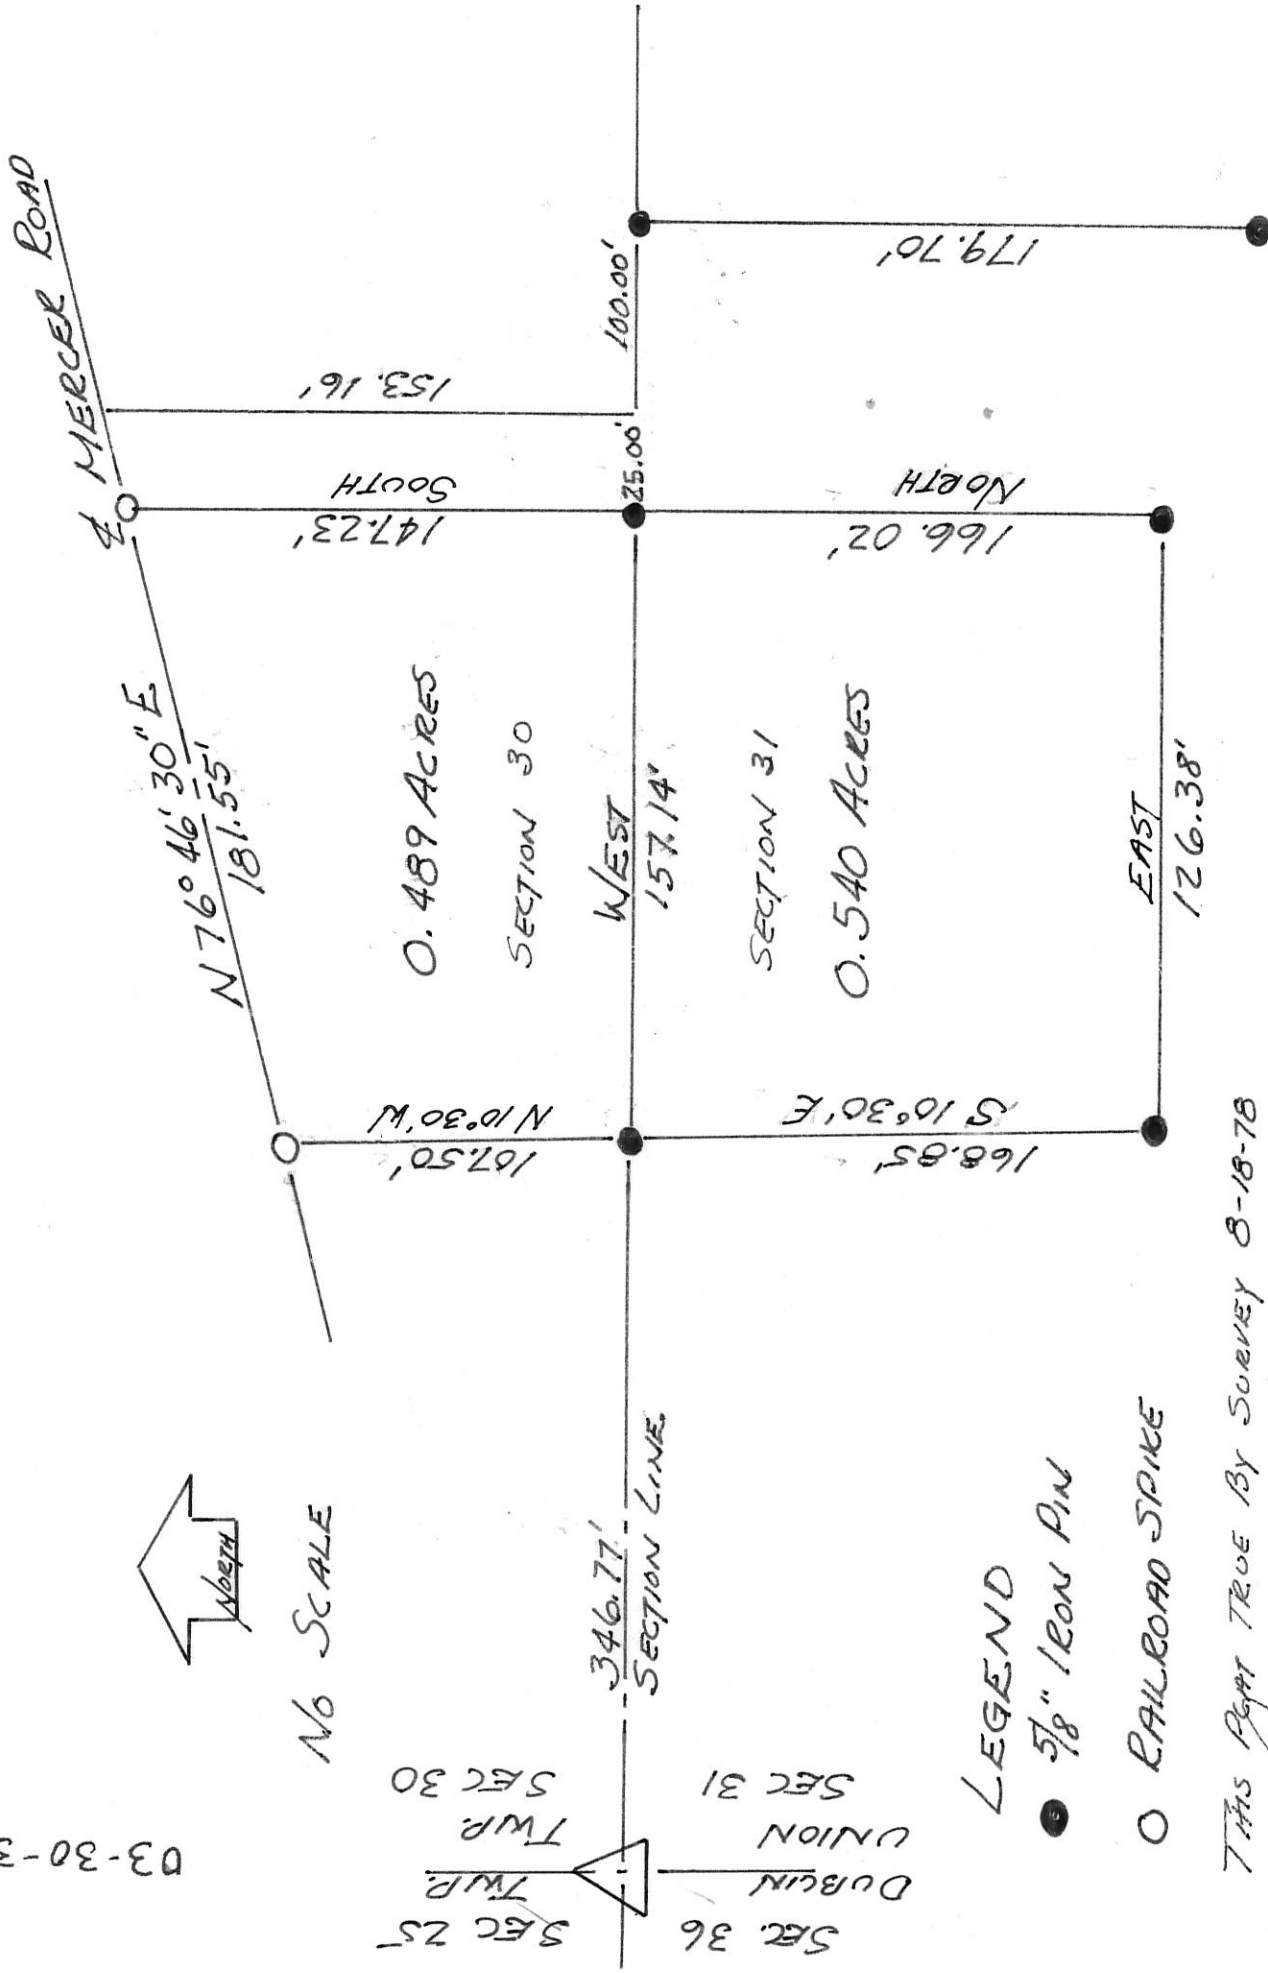 03-30-3
NORTH
NO SCALE
N 76° 46' 30" E
181.55'
℄ MERCER ROAD
107.50'
N 10° 30' W
147.23'
SOUTH
153.16'
0.489 ACRES
SECTION 30
SEC 25
TWP.
TWP.
SEC 30
346.77'
SECTION LINE
WEST
157.14'
25.00'
100.00'
SEC. 36
DUBLIN
UNION
SEC 31
SECTION 31
0.540 ACRES
168.85'
S 10° 30' E
166.02'
NORTH
179.70'
EAST
126.38'
LEGEND
5/8" IRON PIN
RAILROAD SPIKE
THIS PLAT TRUE BY SURVEY 8-18-78